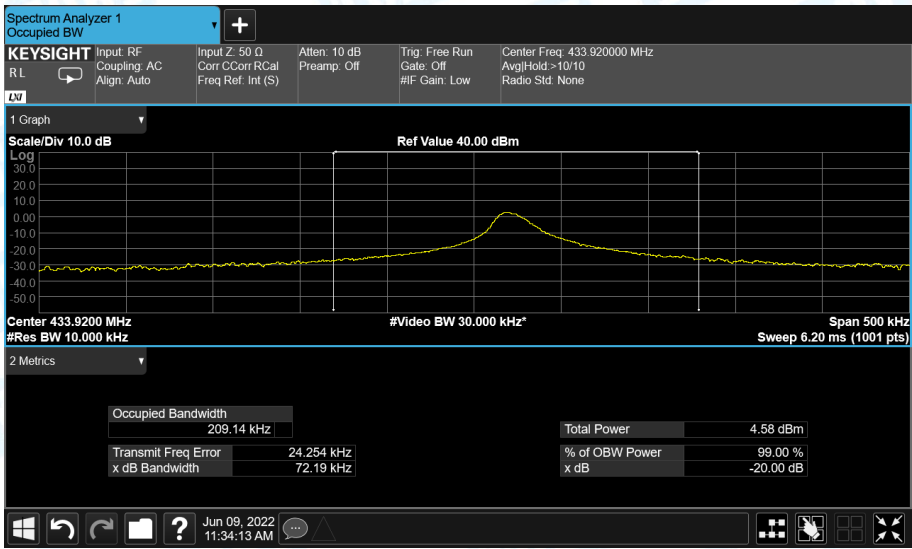 Spectrum Analyzer 1
Occupied BW
KEYSIGHT
R L
LXI
Input: RF
Coupling: AC
Align: Auto
Input Z: 50 Ω
Corr CCorr RCal
Freq Ref: Int (S)
Atten: 10 dB
Preamp: Off
Trig: Free Run
Gate: Off
#IF Gain: Low
Center Freq: 433.920000 MHz
Avg|Hold:>10/10
Radio Std: None
1 Graph
Scale/Div 10.0 dB
Ref Value 40.00 dBm
Log
30.0
20.0
10.0
0.00
-10.0
-20.0
-30.0
-40.0
-50.0
Center 433.9200 MHz
#Video BW 30.000 kHz*
Span 500 kHz
#Res BW 10.000 kHz
Sweep 6.20 ms (1001 pts)
2 Metrics
Occupied Bandwidth
209.14 kHz
Total Power 4.58 dBm
Transmit Freq Error 24.254 kHz
% of OBW Power 99.00 %
x dB Bandwidth 72.19 kHz
x dB -20.00 dB
?
Jun 09, 2022
11:34:13 AM